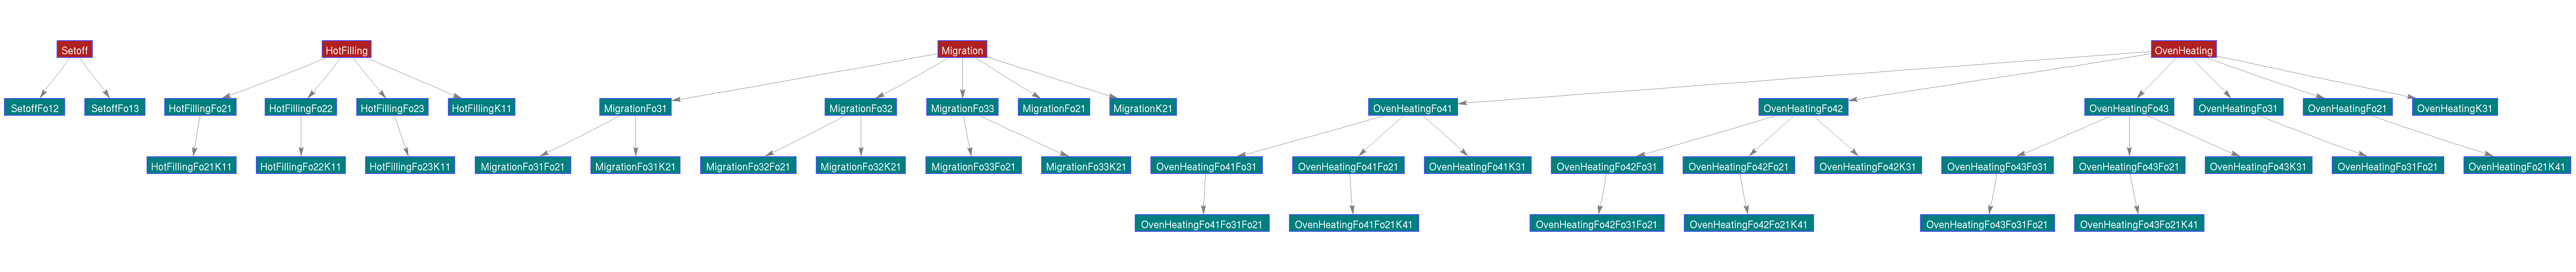 Setoff
HotFilling
Migration
OvenHeating
SetoffFo12
SetoffFo13
HotFillingFo21
HotFillingFo22
HotFillingFo23
HotFillingK11
MigrationFo31
MigrationFo32
MigrationFo33
MigrationFo21
MigrationK21
OvenHeatingFo41
OvenHeatingFo42
OvenHeatingFo43
OvenHeatingFo31
OvenHeatingFo21
OvenHeatingK31
HotFillingFo21K11
HotFillingFo22K11
HotFillingFo23K11
MigrationFo31Fo21
MigrationFo31K21
MigrationFo32Fo21
MigrationFo32K21
MigrationFo33Fo21
MigrationFo33K21
OvenHeatingFo41Fo31
OvenHeatingFo41Fo21
OvenHeatingFo41K31
OvenHeatingFo42Fo31
OvenHeatingFo42Fo21
OvenHeatingFo42K31
OvenHeatingFo43Fo31
OvenHeatingFo43Fo21
OvenHeatingFo43K31
OvenHeatingFo31Fo21
OvenHeatingFo21K41
OvenHeatingFo41Fo31Fo21
OvenHeatingFo41Fo21K41
OvenHeatingFo42Fo31Fo21
OvenHeatingFo42Fo21K41
OvenHeatingFo43Fo31Fo21
OvenHeatingFo43Fo21K41